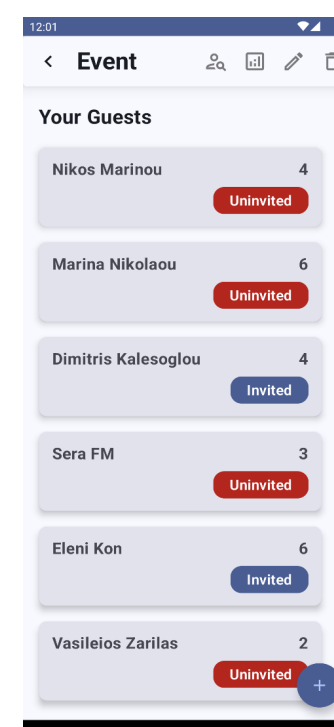 12:01
Event
Your Guests
Nikos Marinou 4
Uninvited
Marina Nikolaou 6
Uninvited
Dimitris Kalesoglou 4
Invited
Sera FM 3
Uninvited
Eleni Kon 6
Invited
Vasileios Zarilas 2
Uninvited
+